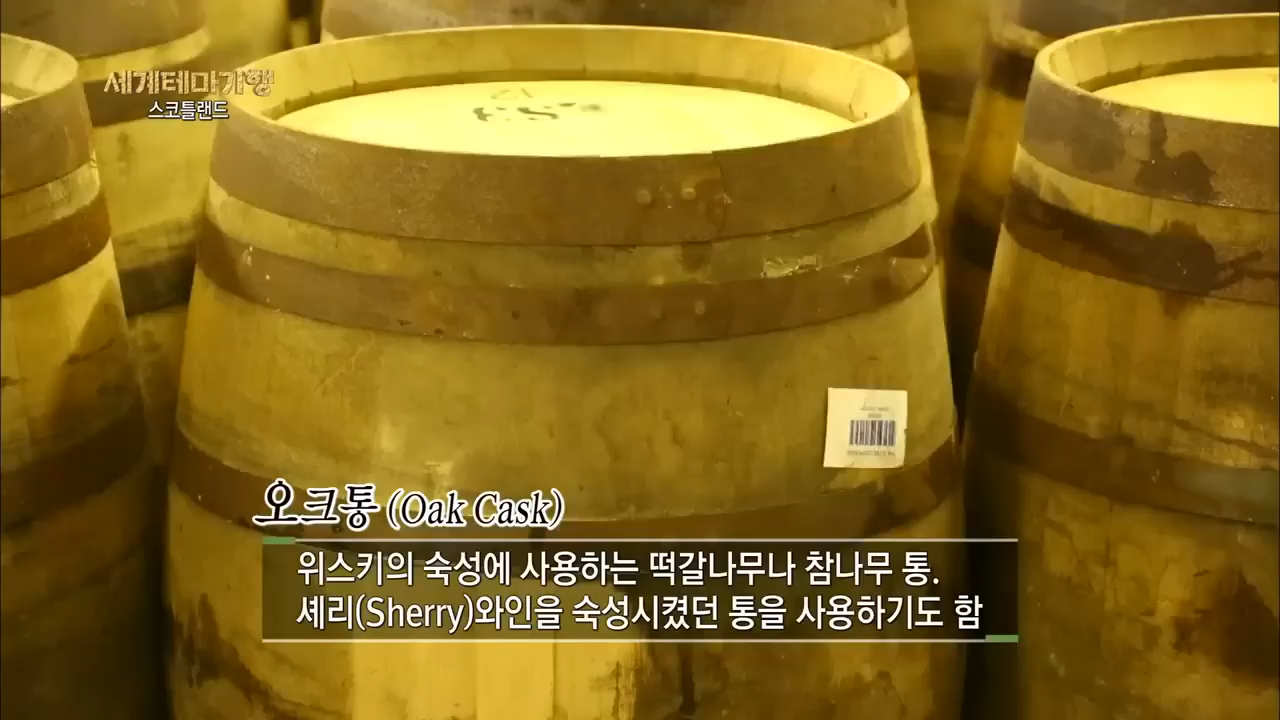 세계테마기행
스코틀랜드
오크통 (Oak Cask)
위스키의 숙성에 사용하는 떡갈나무나 참나무 통.
셰리(Sherry)와인을 숙성시켰던 통을 사용하기도 함